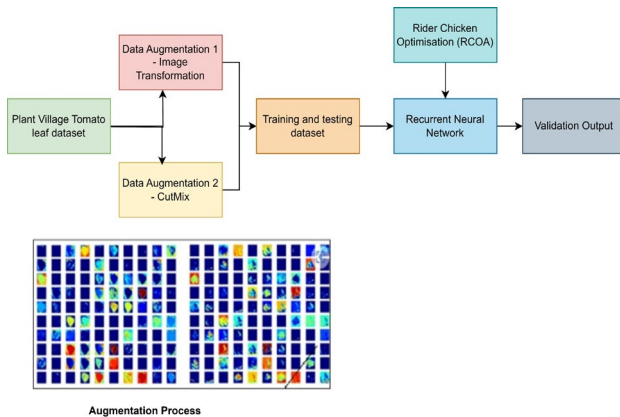 Plant Village Tomato
leaf dataset
Data Augmentation 1
- Image
Transformation
Data Augmentation 2
- CutMix
Training and testing
dataset
Rider Chicken
Optimisation (RCOA)
Recurrent Neural
Network
Validation Output
Augmentation Process